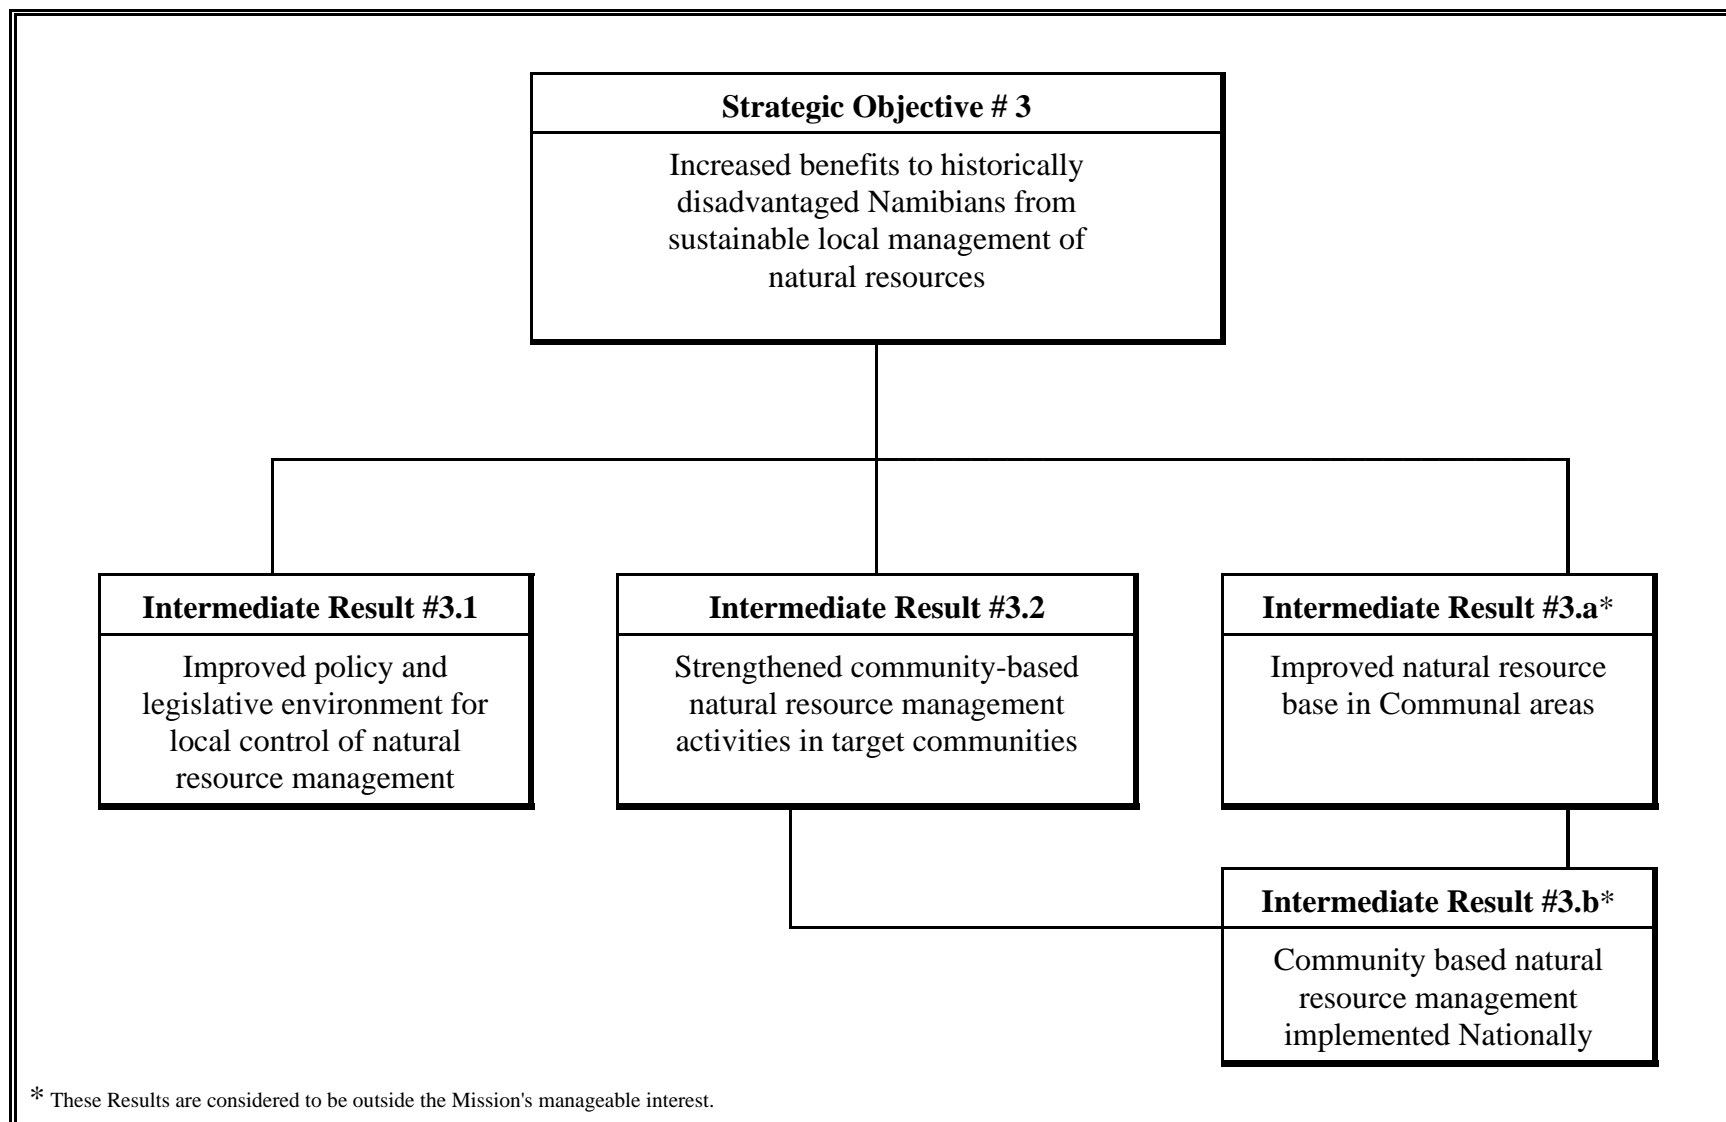 Strategic Objective # 3
Increased benefits to historically
disadvantaged Namibians from
sustainable local management of
natural resources
Intermediate Result #3.1
Improved policy and
legislative environment for
local control of natural
resource management
Intermediate Result #3.2
Strengthened community-based
natural resource management
activities in target communities
Intermediate Result #3.a*
Improved natural resource
base in Communal areas
Intermediate Result #3.b*
Community based natural
resource management
implemented Nationally
* These Results are considered to be outside the Mission's manageable interest.